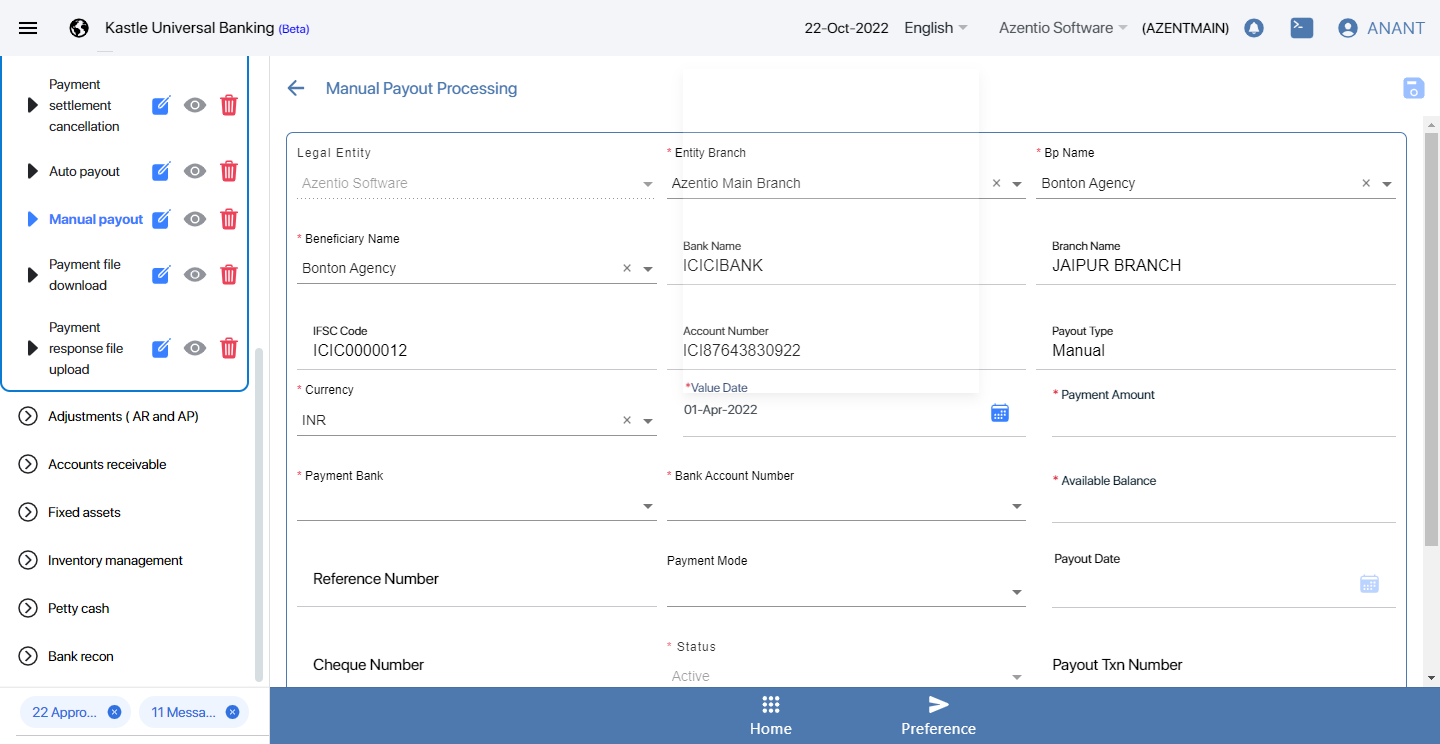 Kastle Universal Banking (Beta)
22-Oct-2022
English
Azentio Software
(AZENTMAIN)
ANANT
Payment
settlement
cancellation
Auto payout
Manual payout
Payment file
download
Payment
response file
upload
Adjustments ( AR and AP)
Accounts receivable
Fixed assets
Inventory management
Petty cash
Bank recon
22 Appro...
11 Messa...
Manual Payout Processing
Legal Entity
Azentio Software
* Entity Branch
Azentio Main Branch
* Bp Name
Bonton Agency
* Beneficiary Name
Bonton Agency
Bank Name
ICICIBANK
Branch Name
JAIPUR BRANCH
IFSC Code
ICIC0000012
Account Number
ICI87643830922
Payout Type
Manual
* Currency
INR
*Value Date
01-Apr-2022
* Payment Amount
* Payment Bank
* Bank Account Number
* Available Balance
Reference Number
Payment Mode
Payout Date
Cheque Number
* Status
Active
Payout Txn Number
Home
Preference